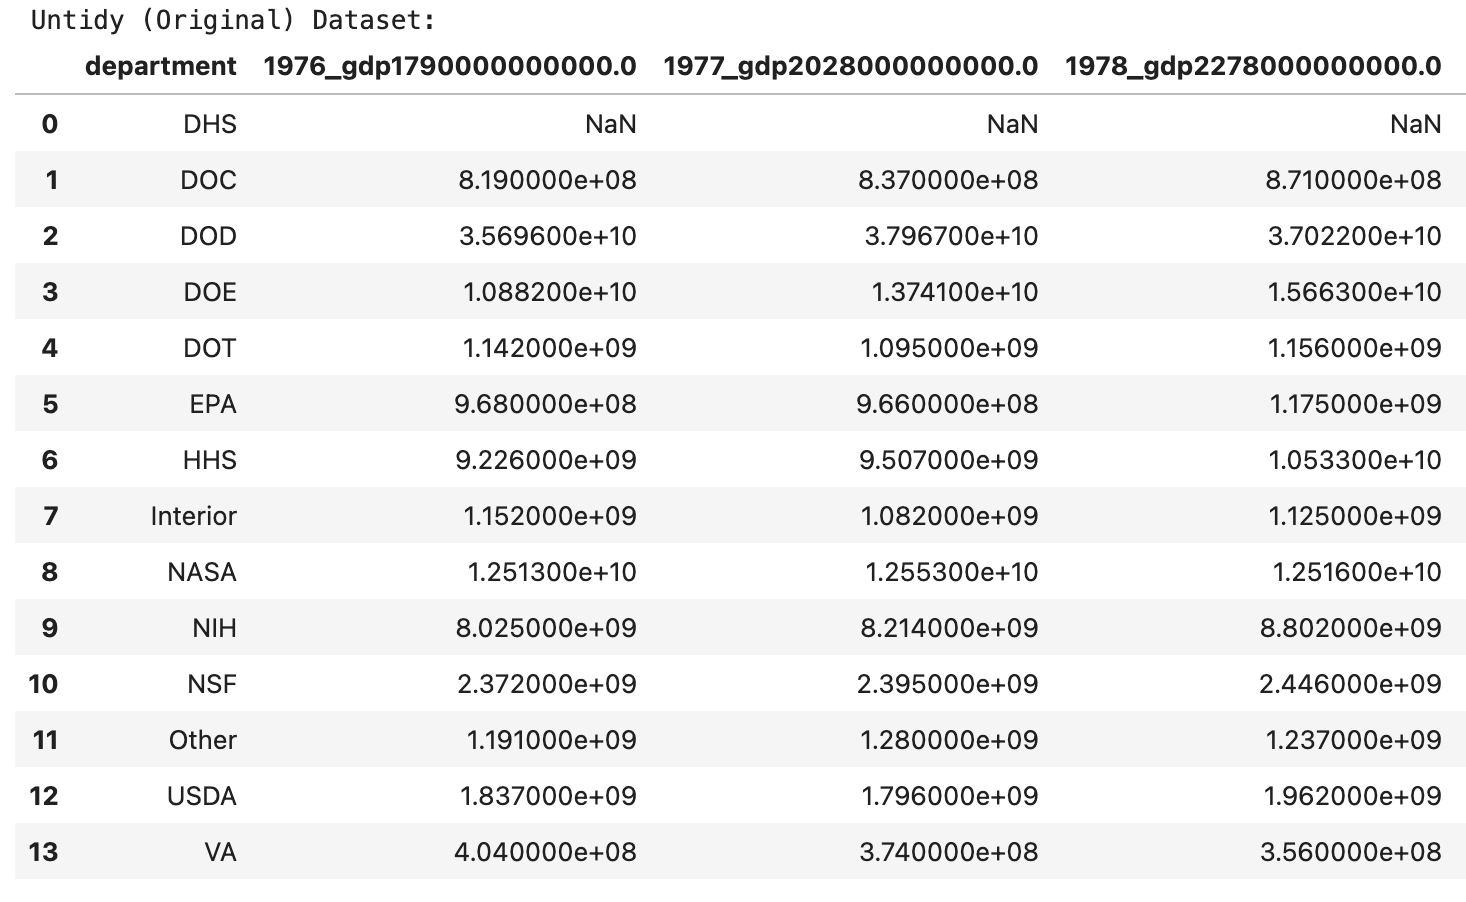 Untidy (Original) Dataset:
department 1976_gdp1790000000000.0 1977_gdp2028000000000.0 1978_gdp2278000000000.0
0 DHS NaN NaN NaN
1 DOC 8.190000e+08 8.370000e+08 8.710000e+08
2 DOD 3.569600e+10 3.796700e+10 3.702200e+10
3 DOE 1.088200e+10 1.374100e+10 1.566300e+10
4 DOT 1.142000e+09 1.095000e+09 1.156000e+09
5 EPA 9.680000e+08 9.660000e+08 1.175000e+09
6 HHS 9.226000e+09 9.507000e+09 1.053300e+10
7 Interior 1.152000e+09 1.082000e+09 1.125000e+09
8 NASA 1.251300e+10 1.255300e+10 1.251600e+10
9 NIH 8.025000e+09 8.214000e+09 8.802000e+09
10 NSF 2.372000e+09 2.395000e+09 2.446000e+09
11 Other 1.191000e+09 1.280000e+09 1.237000e+09
12 USDA 1.837000e+09 1.796000e+09 1.962000e+09
13 VA 4.040000e+08 3.740000e+08 3.560000e+08